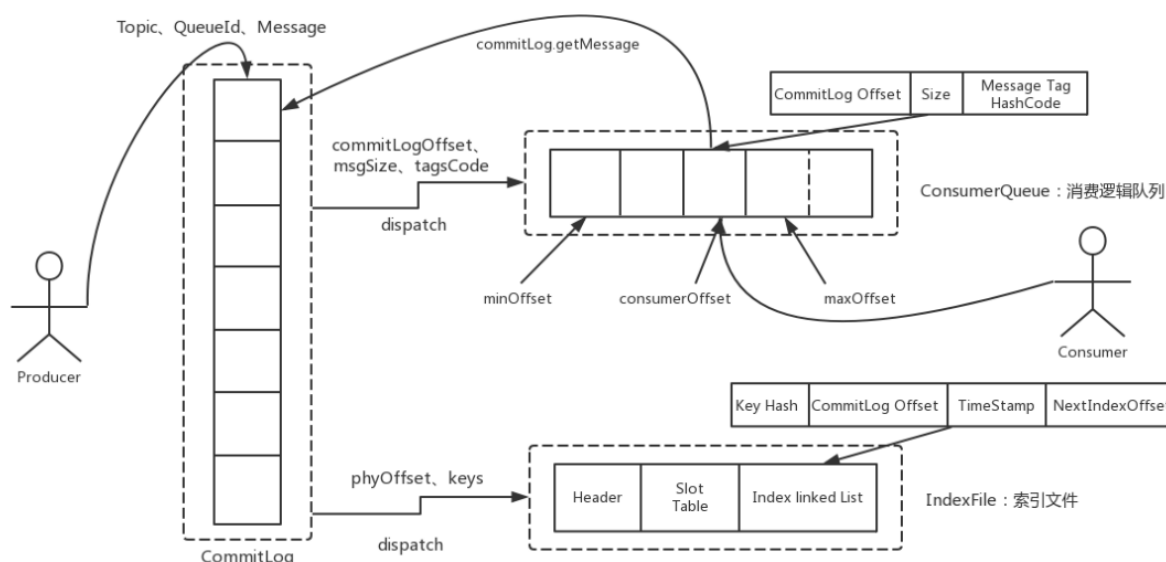 Topic、QueueId、Message
commitLog.getMessage
CommitLog Offset
Size
Message Tag
HashCode
commitLogOffset、
msgSize、tagsCode
dispatch
ConsumerQueue：消费逻辑队列
minOffset
consumerOffset
maxOffset
Producer
Consumer
Key Hash
CommitLog Offset
TimeStamp
NextIndexOffset
phyOffset、keys
dispatch
Header
Slot
Table
Index linked List
IndexFile：索引文件
CommitLog